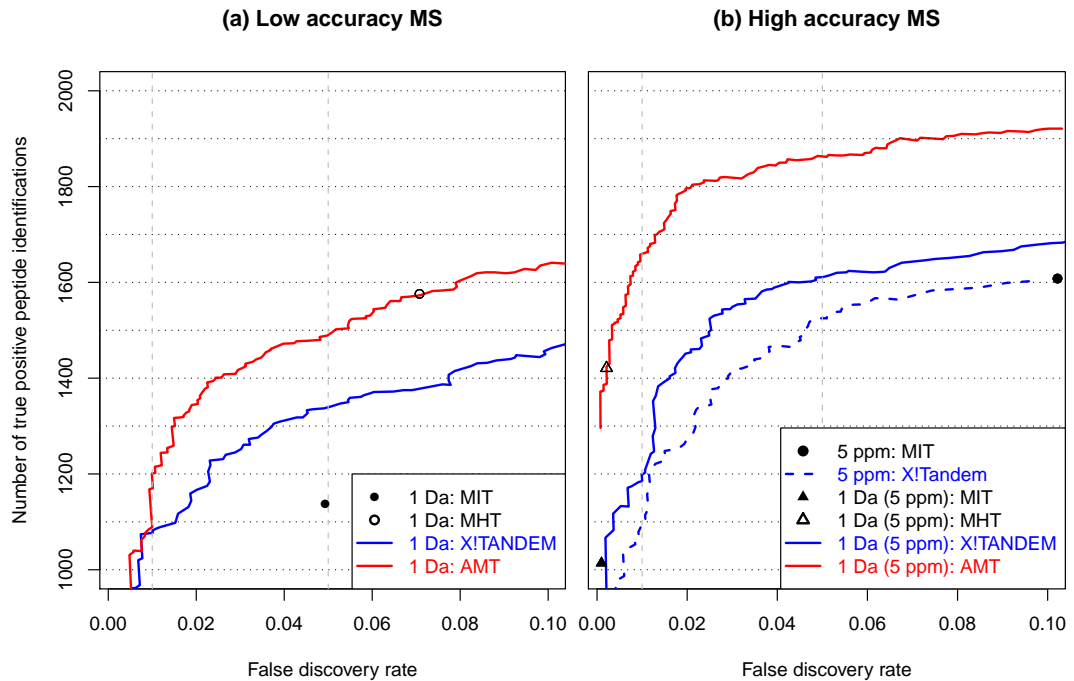 (a) Low accuracy MS
(b) High accuracy MS
Number of true positive peptide identifications
1000
1200
1400
1600
1800
2000
0.00
0.02
0.04
0.06
0.08
0.10
False discovery rate
1 Da: MIT
1 Da: MHT
1 Da: X!TANDEM
1 Da: AMT
0.00
0.02
0.04
0.06
0.08
0.10
False discovery rate
5 ppm: MIT
5 ppm: X!Tandem
1 Da (5 ppm): MIT
1 Da (5 ppm): MHT
1 Da (5 ppm): X!TANDEM
1 Da (5 ppm): AMT